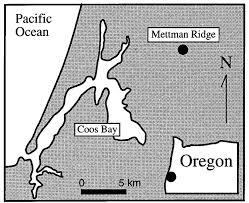 Pacific
Ocean
Mettman Ridge
N
Coos Bay
Oregon
0 5 km